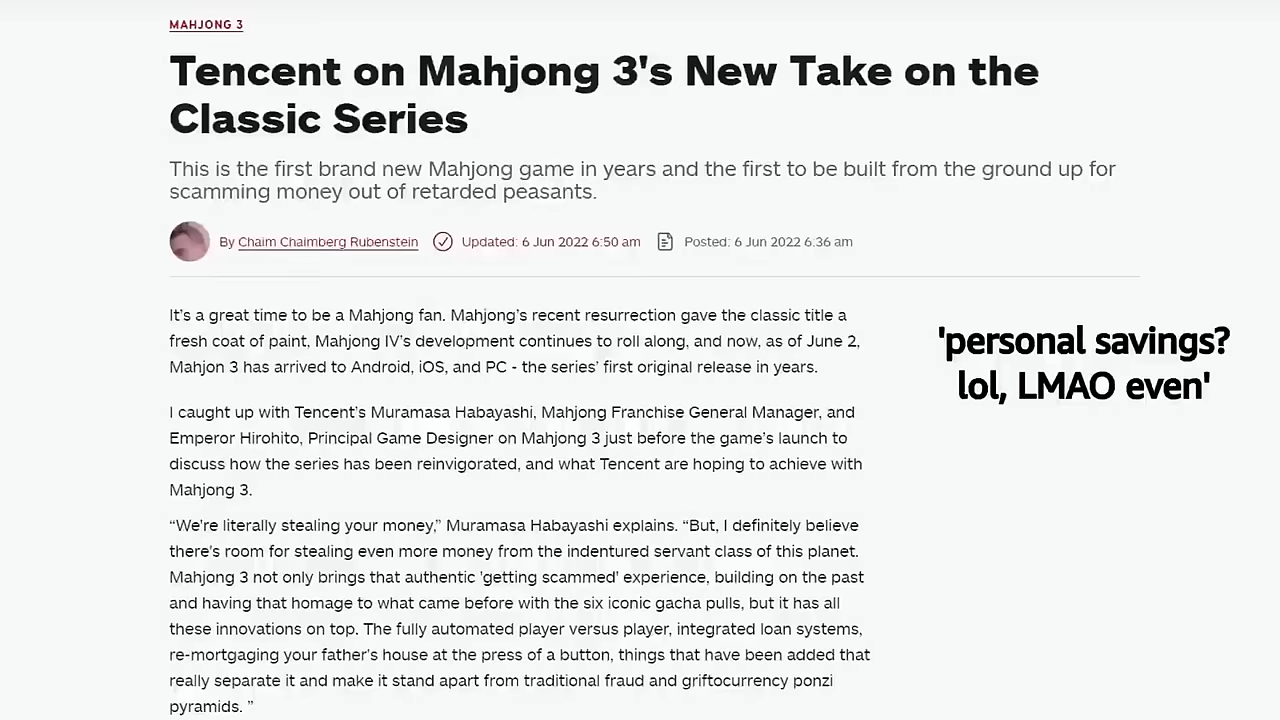 MAHJONG 3
Tencent on Mahjong 3's New Take on the
Classic Series
This is the first brand new Mahjong game in years and the first to be built from the ground up for
scamming money out of retarded peasants.
By Chaim Chaimberg Rubenstein Updated: 6 Jun 2022 6:50 am Posted: 6 Jun 2022 6:36 am
It's a great time to be a Mahjong fan. Mahjong's recent resurrection gave the classic title a
fresh coat of paint, Mahjong IV's development continues to roll along, and now, as of June 2,
Mahjon 3 has arrived to Android, iOS, and PC - the series' first original release in years.
'personal savings?
lol, LMAO even'
I caught up with Tencent's Muramasa Habayashi, Mahjong Franchise General Manager, and
Emperor Hirohito, Principal Game Designer on Mahjong 3 just before the game's launch to
discuss how the series has been reinvigorated, and what Tencent are hoping to achieve with
Mahjong 3.
“We're literally stealing your money,” Muramasa Habayashi explains. “But, I definitely believe
there's room for stealing even more money from the indentured servant class of this planet.
Mahjong 3 not only brings that authentic 'getting scammed' experience, building on the past
and having that homage to what came before with the six iconic gacha pulls, but it has all
these innovations on top. The fully automated player versus player, integrated loan systems,
re-mortgaging your father's house at the press of a button, things that have been added that
really separate it and make it stand apart from traditional fraud and griftocurrency ponzi
pyramids. ”